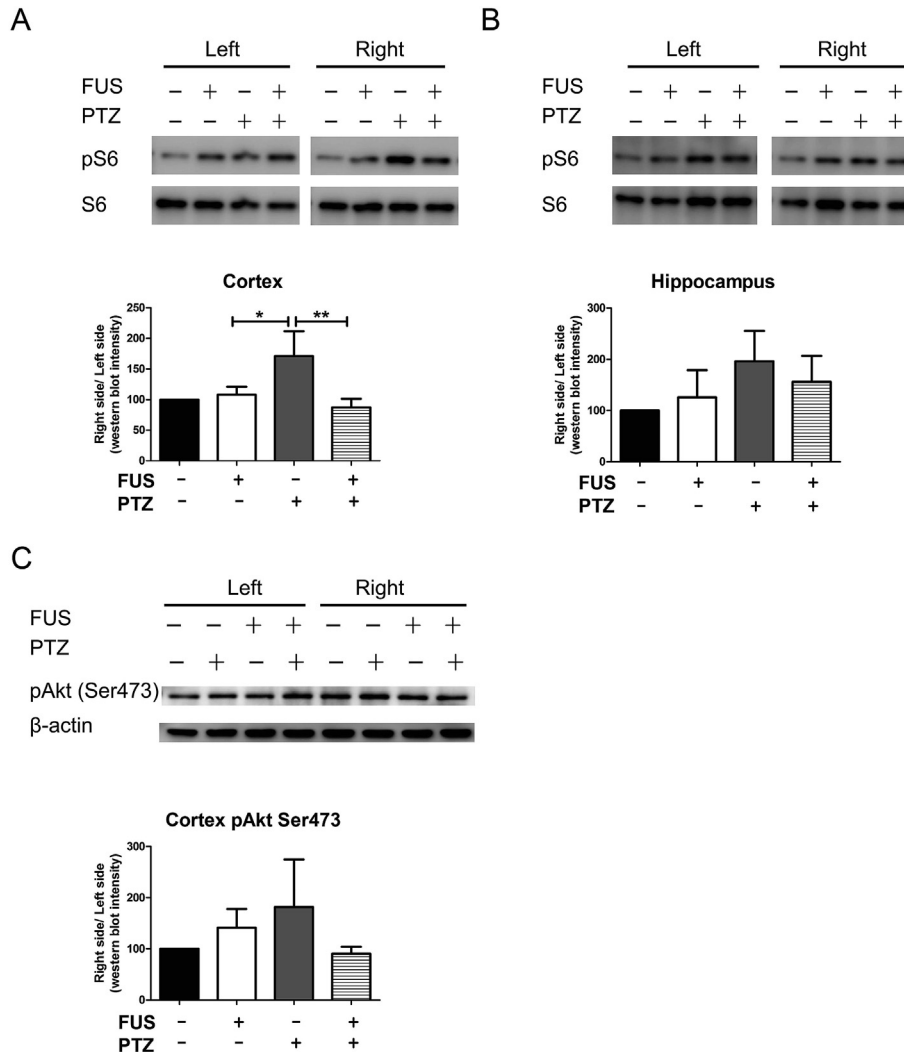 A
Left Right
FUS − + − + − + − +
PTZ − − + + − − + +
pS6
S6
Cortex
Right side/ Left side
(western blot intensity)
250
200
150
100
50
0
* **
FUS − + − +
PTZ − − + +
B
Left Right
FUS − + − + − + − +
PTZ − − + + − − + +
pS6
S6
Hippocampus
Right side/ Left side
(western blot intensity)
300
200
100
0
FUS − + − +
PTZ − − + +
C
Left Right
FUS − − + + − − + +
PTZ − + − + − + − +
pAkt (Ser473)
β-actin
Cortex pAkt Ser473
Right side/ Left side
(western blot intensity)
300
200
100
0
FUS − + − +
PTZ − − + +